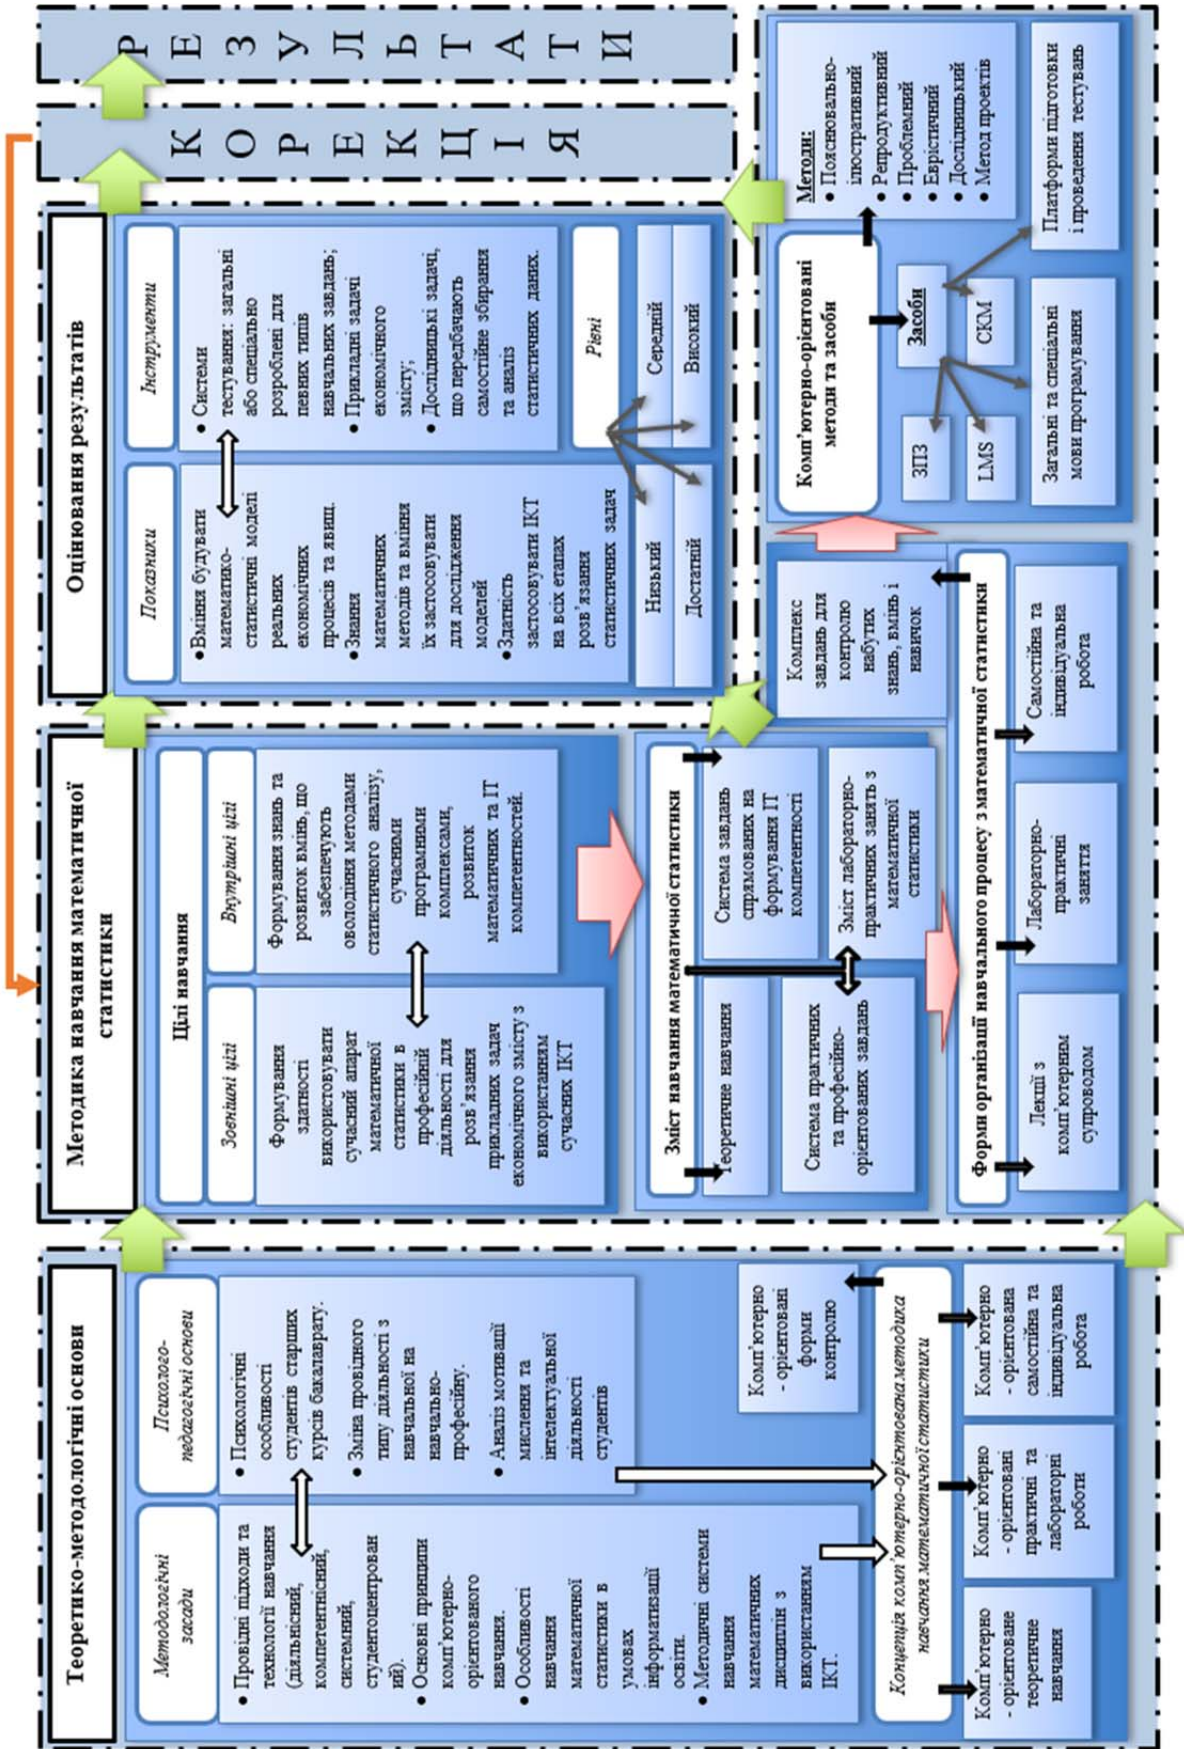 Теоретико-методологічні основи
Методологічні
засади
• Провідні підходи та
технології навчання
(діяльнісний,
компетентнісний,
системний,
студентоцентрован
ий).
• Основні принципи
комп’ютерно-
орієнтованого
навчання.
• Особливості
навчання
математичної
статистики в
умовах
інформатизації
освіти.
• Методичні системи
навчання
математичних
дисциплін з
використанням
ІКТ.
Психолого-
педагогічні основи
• Психологічні
особливості
студентів старших
курсів бакалаврату.
• Зміна провідного
типу діяльності з
навчальної на
навчально-
професійну.
• Аналіз мотивації
мислення та
інтелектуальної
діяльності
студентів
Комп’ютерно
- орієнтовані
форми
контролю
Концепція комп’ютерно-орієнтована методика
навчання математичної статистики
Комп’ютерно
- орієнтоване
теоретичне
навчання
Комп’ютерно
- орієнтовані
практичні та
лабораторні
роботи
Комп’ютерно
- орієнтована
самостійна та
індивідуальна
робота
Методика навчання математичної
статистики
Цілі навчання
Зовнішні цілі
Формування
здатності
використовувати
сучасний апарат
математичної
статистики в
професійній
діяльності для
розв’язання
прикладних задач
економічного змісту з
використанням
сучасних ІКТ
Внутрішні цілі
Формування знань та
розвиток вмінь, що
забезпечують
оволодіння методами
статистичного аналізу,
сучасними
програмними
комплексами,
розвиток
математичних та ІТ
компетентностей.
Зміст навчання математичної статистики
Теоретичне навчання
Система завдань
спрямованих на
формування ІТ
компетентності
Система практичних
та професійно-
орієнтованих завдань
Зміст лабораторно-
практичних занять з
математичної
статистики
Форми організації навчального процесу з математичної статистики
Лекції з
комп’ютерним
супроводом
Лабораторно-
практичні
заняття
Самостійна та
індивідуальна
робота
Комплекс
завдань для
контролю
набутих
знань, вмінь і
навичок
Оцінювання результатів
Показники
• Вміння будувати
математико-
статистичні моделі
реальних
економічних
процесів та явищ.
• Знання
математичних
методів та вміння
їх застосовувати
для дослідження
моделей
• Здатність
застосовувати ІКТ
на всіх етапах
розв’язання
статистичних задач
Інструменти
• Системи
тестування: загальні
або спеціально
розроблені для
певних типів
навчальних завдань;
• Прикладні задачі
економічного
змісту;
• Дослідницькі задачі,
що передбачають
самостійне збирання
та аналіз
статистичних даних.
Рівні
Низький
Середній
Достатній
Високий
Комп’ютерно-орієнтовані
методи та засоби
Методи:
• Пояснювально-
ілюстративний
• Репродуктивний
• Проблемний
• Евристичний
• Дослідницький
• Метод проектів
Засоби
ЗПЗ
СКМ
LMS
Загальні та спеціальні
мови програмування
Платформи підготовки
і проведення тестувань
КОРЕКЦІЯ
РЕЗУЛЬТАТИ